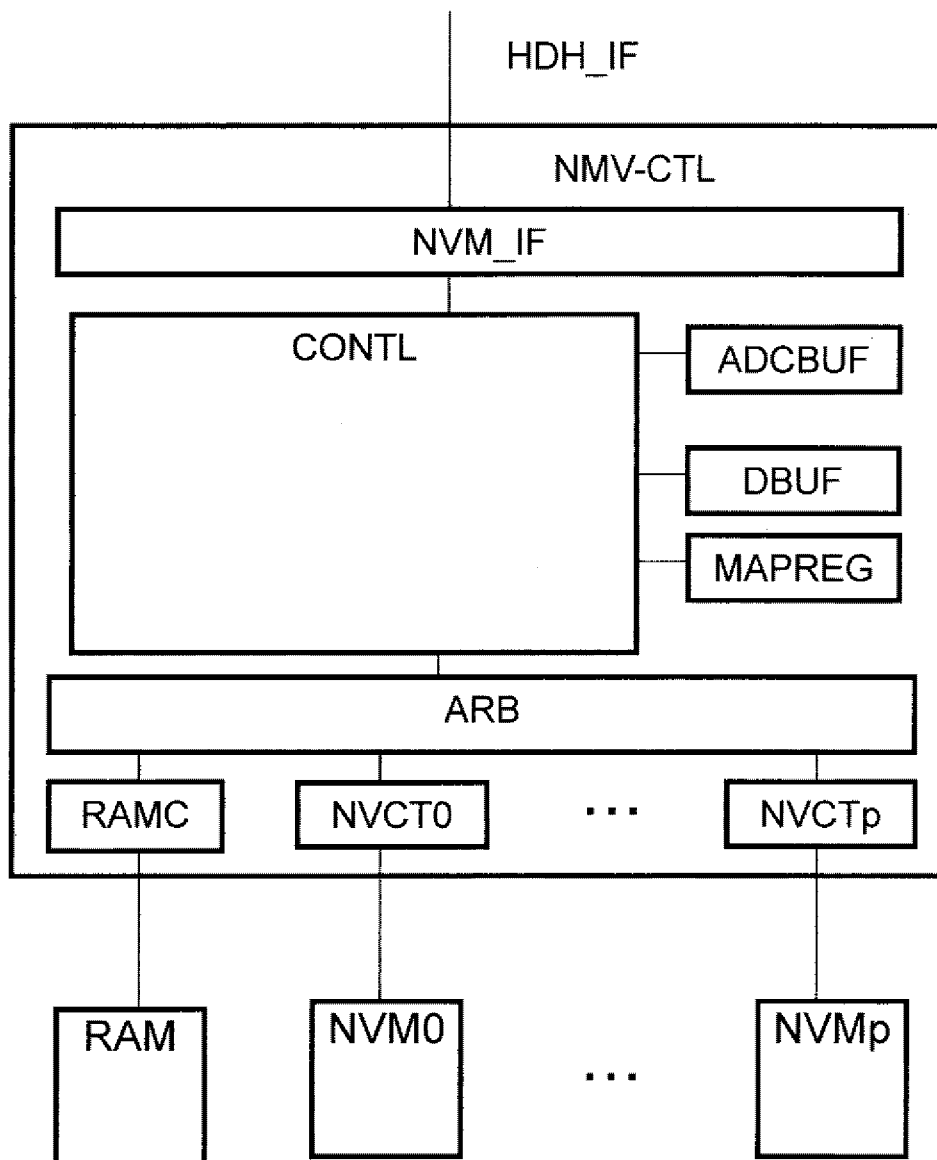 HDH_IF
NMV-CTL
NVM_IF
CONTL
ADCBUF
DBUF
MAPREG
ARB
RAMC NVCT0 ... NVCTp
RAM NVM0 ... NVMp